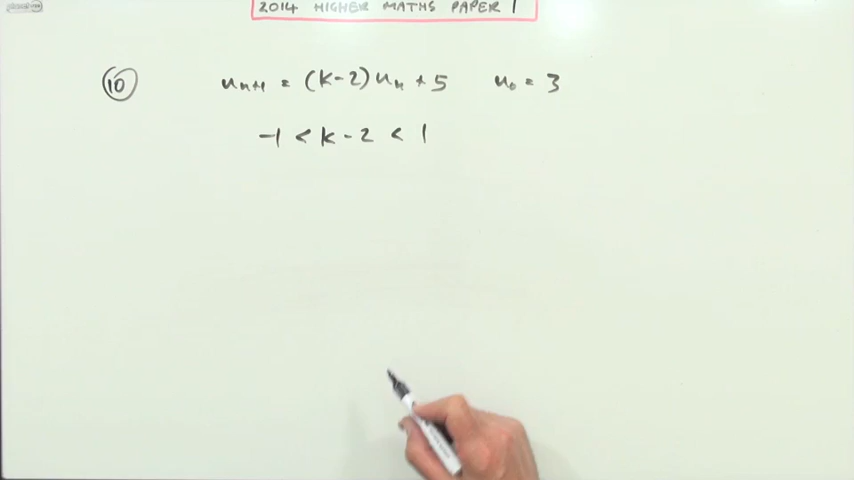 2014 HIGHER MATHS PAPER 1
10 uₙ₊₁ = (k-2)uₙ + 5 u₀ = 3
-1 < k - 2 < 1